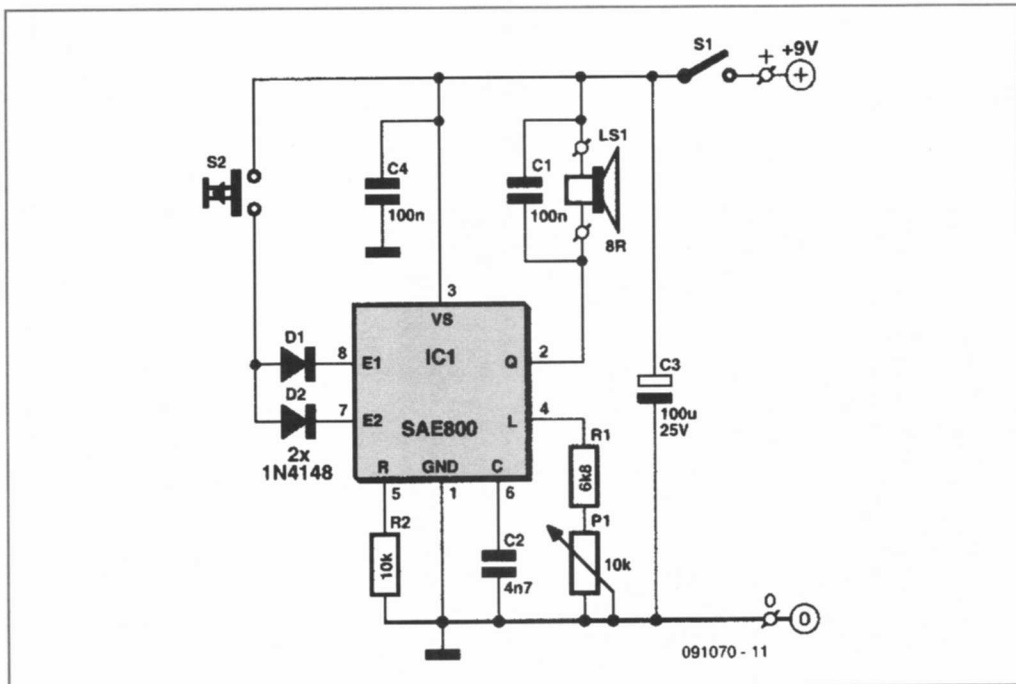 S1
+
+9V
+
S2
C4
100n
C1
100n
LS1
8R
3
VS
D1
8
E1
IC1
Q
2
D2
7
E2
SAE800
L
4
2x
1N4148
R
GND
C
5
1
6
R1
6k8
C3
100u
25V
R2
10k
C2
4n7
P1
10k
0
0
091070 - 11